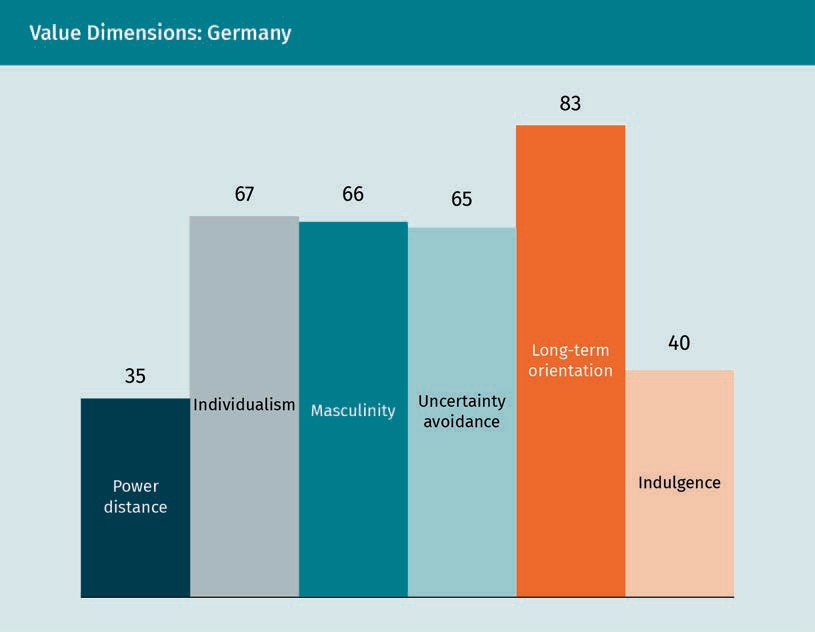 Value Dimensions: Germany
83
67
66
65
40
35
Long-term
orientation
Individualism
Masculinity
Uncertainty
avoidance
Power
distance
Indulgence